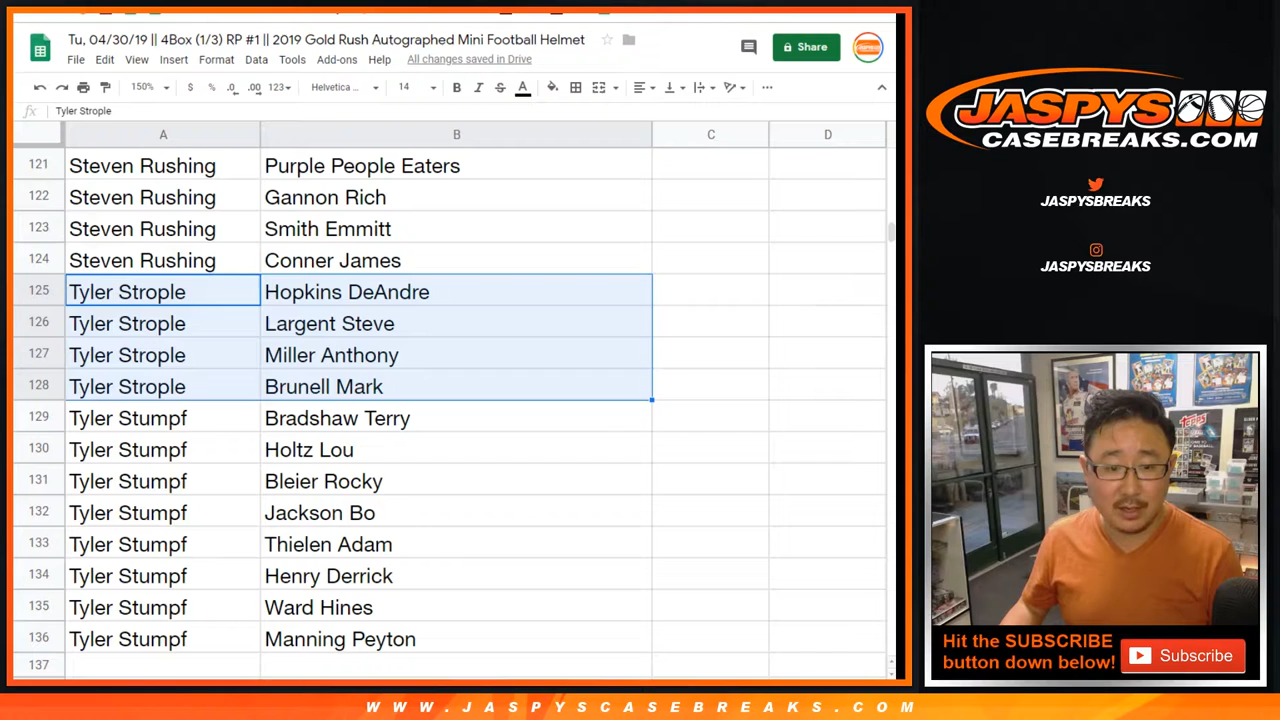 Tu, 04/30/19 || 4Box (1/3) RP #1 || 2019 Gold Rush Autographed Mini Football Helmet
Share
File Edit View Insert Format Data Tools Add-ons Help All changes saved in Drive
150% $ % .0 .00 123 Helvetica ... 14 B I S A
fx Tyler Strople
A B C D
121 Steven Rushing Purple People Eaters
122 Steven Rushing Gannon Rich
123 Steven Rushing Smith Emmitt
124 Steven Rushing Conner James
125 Tyler Strople Hopkins DeAndre
126 Tyler Strople Largent Steve
127 Tyler Strople Miller Anthony
128 Tyler Strople Brunell Mark
129 Tyler Stumpf Bradshaw Terry
130 Tyler Stumpf Holtz Lou
131 Tyler Stumpf Bleier Rocky
132 Tyler Stumpf Jackson Bo
133 Tyler Stumpf Thielen Adam
134 Tyler Stumpf Henry Derrick
135 Tyler Stumpf Ward Hines
136 Tyler Stumpf Manning Peyton
137
JASPYS
CASEBREAKS.COM
JASPYSBREAKS
JASPYSBREAKS
topps
Hit the SUBSCRIBE
button down below!
Subscribe
WWW.JASPYSCASEBREAKS.COM